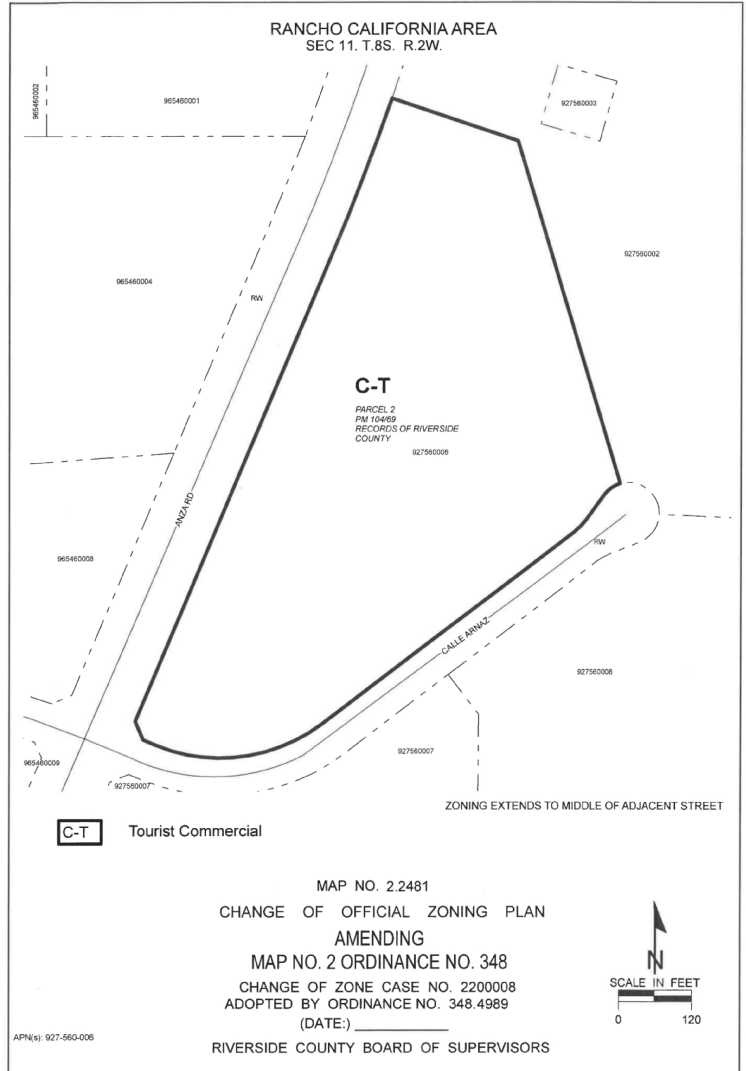 RANCHO CALIFORNIA AREA
SEC 11. T.8S. R.2W.
965460002
965460001
927560003
965460004
RW
927560002
C-T
PARCEL 2
PM 104/69
RECORDS OF RIVERSIDE
COUNTY
927560006
ANZA RD
965460008
RW
CALLE ARNAZ
927560008
965460009
927560007
927560007
ZONING EXTENDS TO MIDDLE OF ADJACENT STREET
C-T Tourist Commercial
MAP NO. 2.2481
CHANGE OF OFFICIAL ZONING PLAN
AMENDING
MAP NO. 2 ORDINANCE NO. 348
CHANGE OF ZONE CASE NO. 2200008
ADOPTED BY ORDINANCE NO. 348.4989
(DATE:) ____________
RIVERSIDE COUNTY BOARD OF SUPERVISORS
APN(s): 927-560-006
N
SCALE IN FEET
0 120